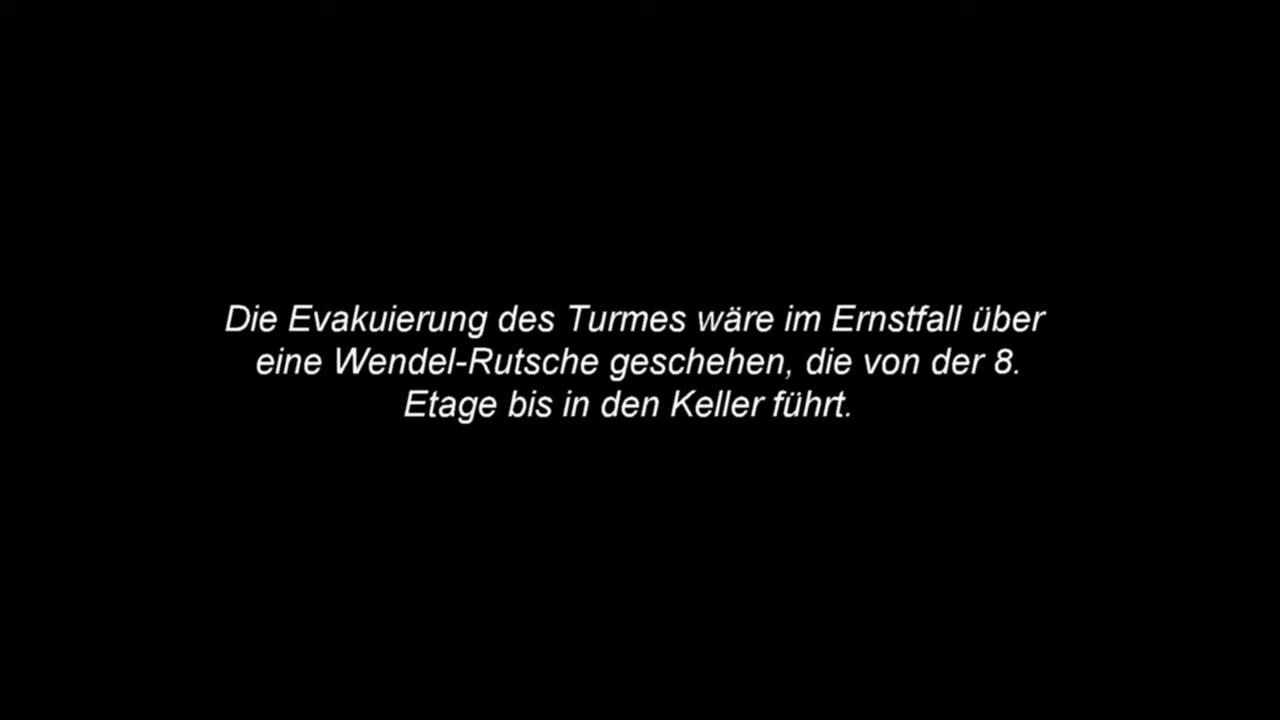 Die Evakuierung des Turmes wäre im Ernstfall über
eine Wendel-Rutsche geschehen, die von der 8.
Etage bis in den Keller führt.